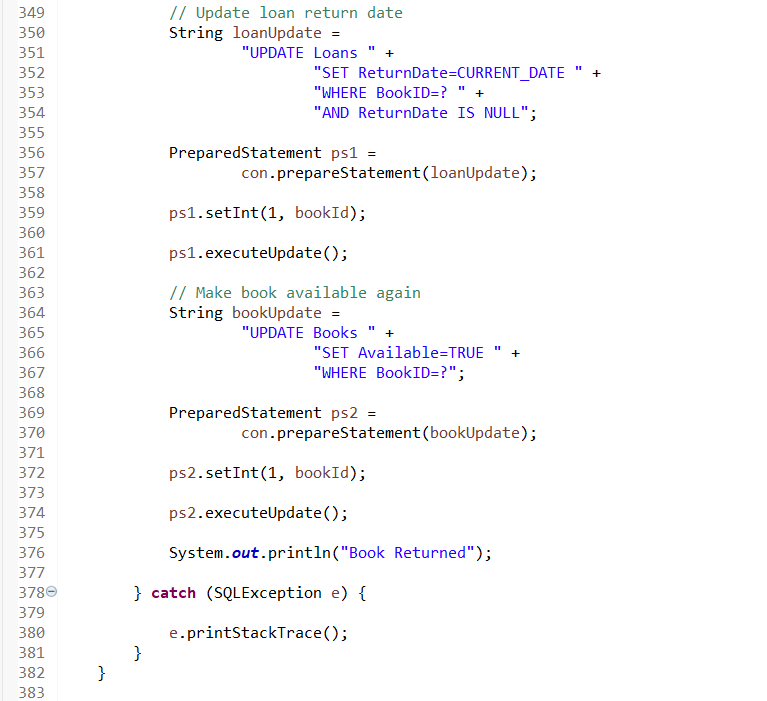 349 // Update loan return date
350 String loanUpdate =
351 "UPDATE Loans " +
352 "SET ReturnDate=CURRENT_DATE " +
353 "WHERE BookID=? " +
354 "AND ReturnDate IS NULL";
355
356 PreparedStatement ps1 =
357 con.prepareStatement(loanUpdate);
358
359 ps1.setInt(1, bookId);
360
361 ps1.executeUpdate();
362
363 // Make book available again
364 String bookUpdate =
365 "UPDATE Books " +
366 "SET Available=TRUE " +
367 "WHERE BookID=?";
368
369 PreparedStatement ps2 =
370 con.prepareStatement(bookUpdate);
371
372 ps2.setInt(1, bookId);
373
374 ps2.executeUpdate();
375
376 System.out.println("Book Returned");
377
378 } catch (SQLException e) {
379
380 e.printStackTrace();
381 }
382 }
383